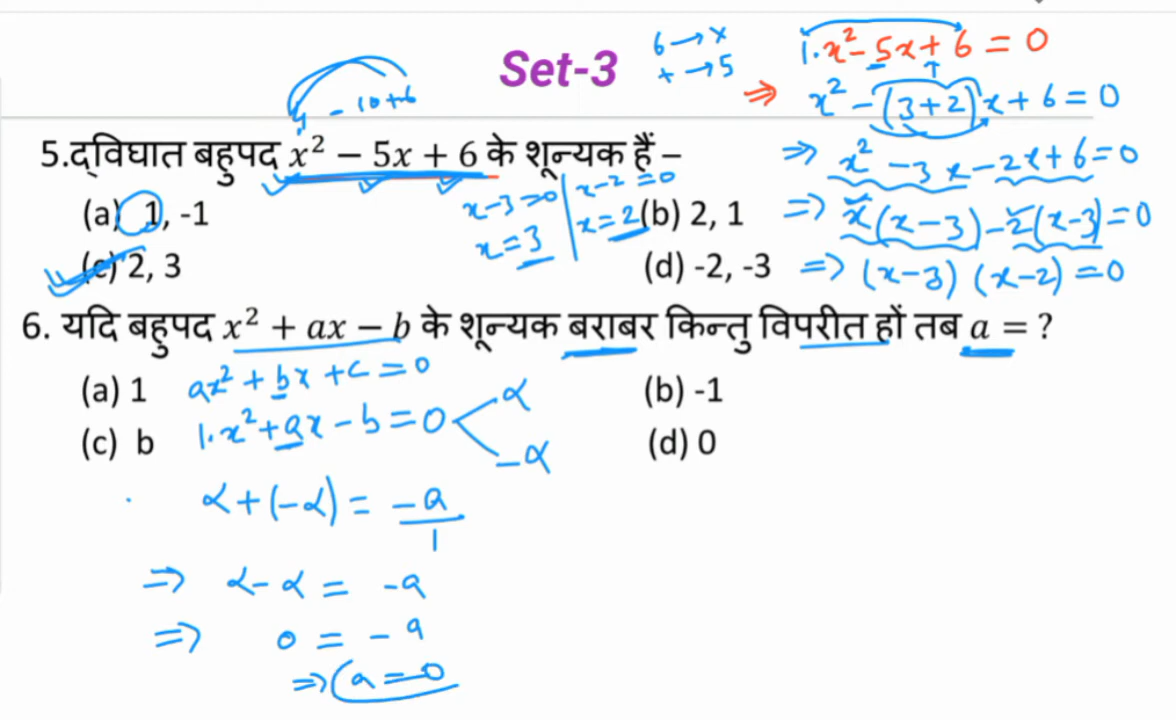 Set-3
6 → x
+ → 5
1·x² - 5x + 6 = 0
⇒ x² - (3+2)x + 6 = 0
- 10 + 6
5.द्विघात बहुपद x² − 5x + 6 के शून्यक हैं −
⇒ x² - 3x - 2x + 6 = 0
x-3=0 | x-2=0
x=3 | x=2
(a) 1, -1
(b) 2, 1
⇒ x(x-3) - 2(x-3) = 0
(c) 2, 3
(d) -2, -3
⇒ (x-3) (x-2) = 0
6. यदि बहुपद x² + ax − b के शून्यक बराबर किन्तु विपरीत हों तब a = ?
(a) 1
ax² + bx + c = 0
(b) -1
(c) b
1·x² + ax - b = 0
α
-α
(d) 0
α + (-α) = -a/1
⇒ α - α = -a
⇒ 0 = -a
⇒ a = 0